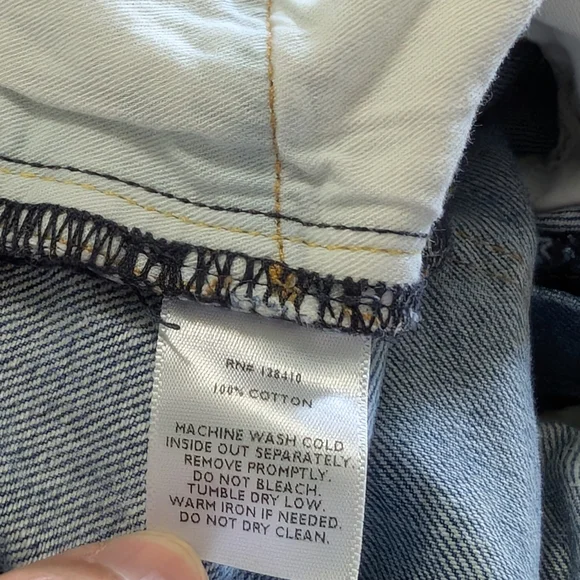 RN# 128410
100% COTTON
MACHINE WASH COLD
INSIDE OUT SEPARATELY.
REMOVE PROMPTLY.
DO NOT BLEACH.
TUMBLE DRY LOW.
WARM IRON IF NEEDED.
DO NOT DRY CLEAN.